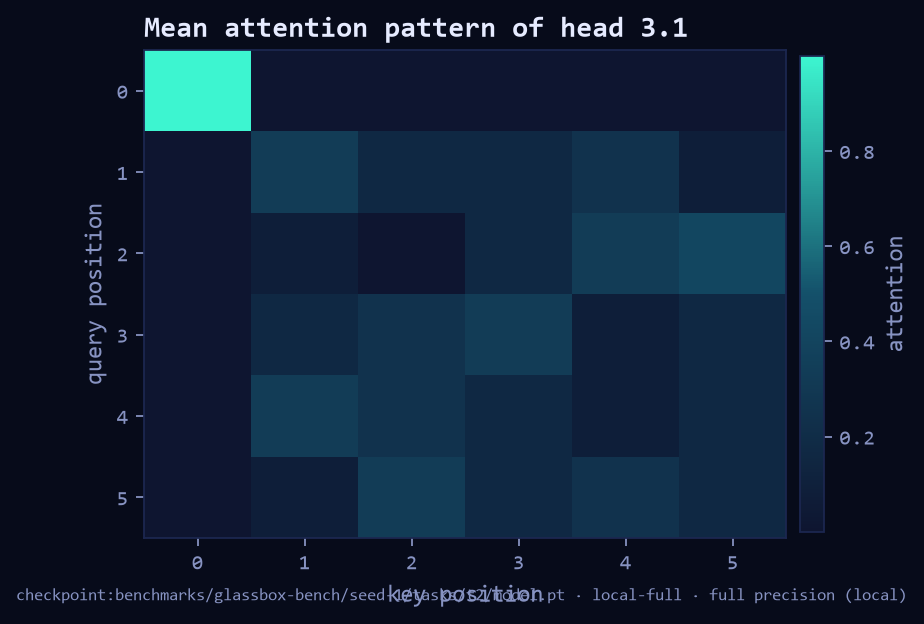 Mean attention pattern of head 3.1
0
1
2
3
4
5
query position
0 1 2 3 4 5
key position
0.8
0.6
0.4
0.2
attention
checkpoint:benchmarks/glassbox-bench/seed- pt · local-full · full precision (local)